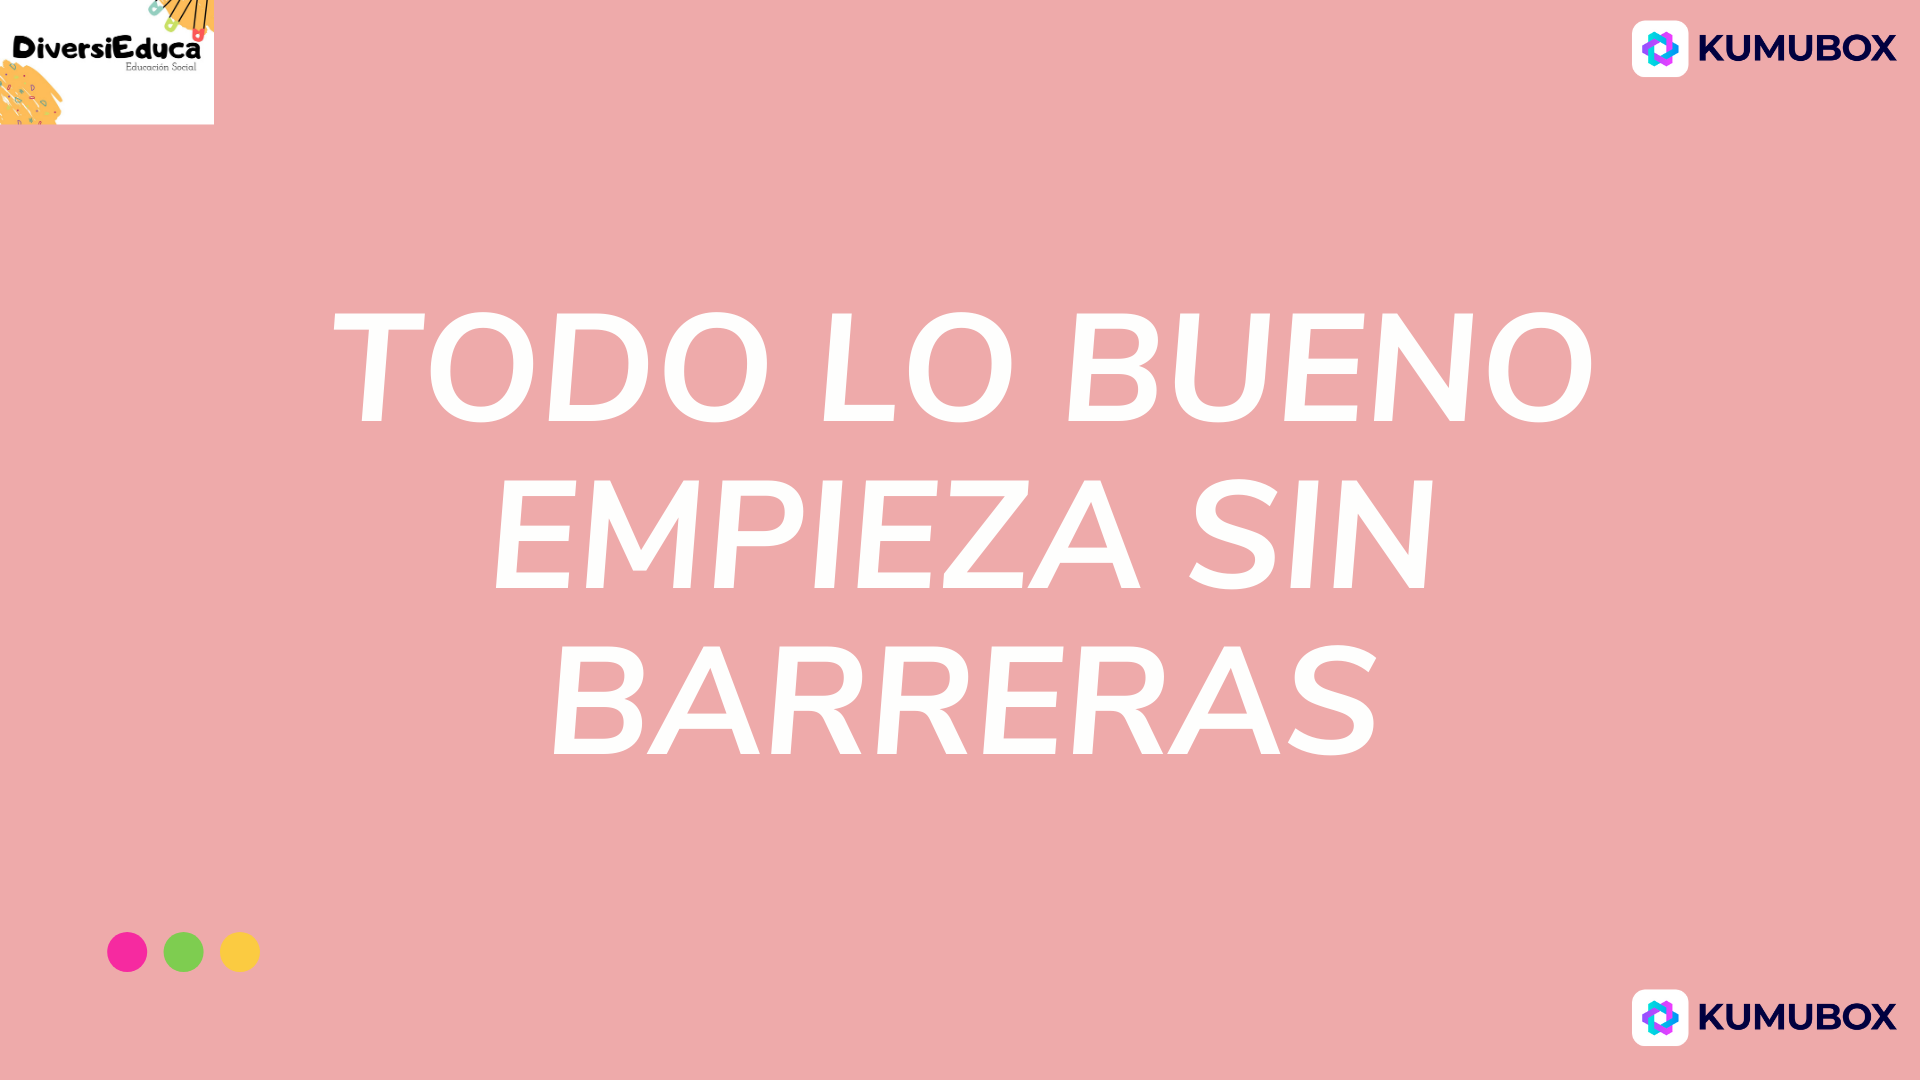 DiversiEduca
Educación Social
KUMUBOX
TODO LO BUENO
EMPIEZA SIN
BARRERAS
KUMUBOX